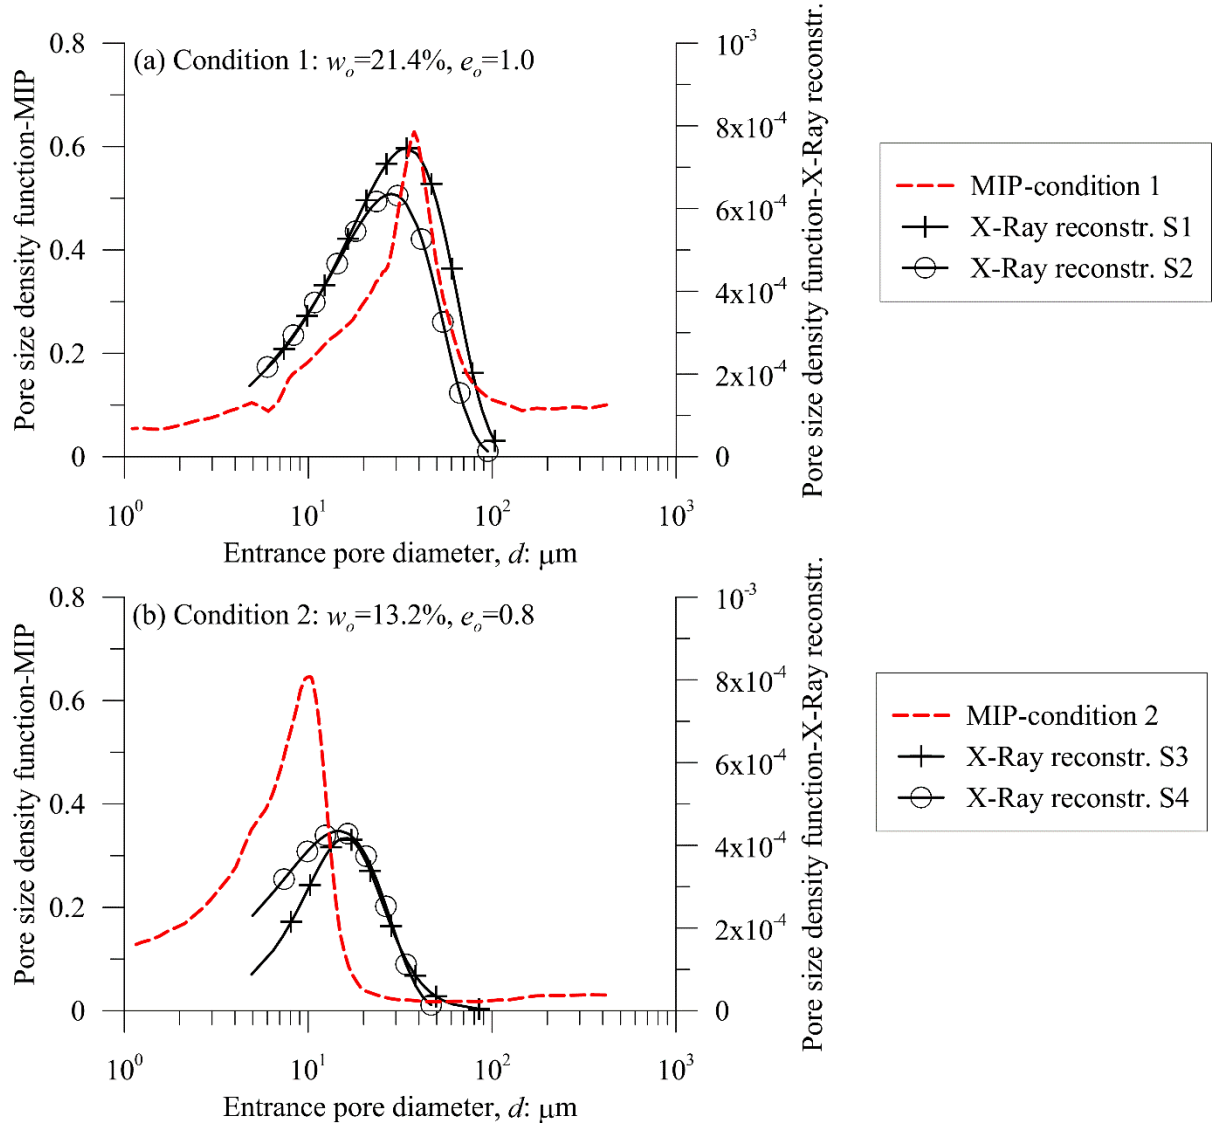 (a) Condition 1: wₒ=21.4%, eₒ=1.0
Pore size density function-MIP
0.8
0.6
0.4
0.2
0
10⁻³
8x10⁻⁴
6x10⁻⁴
4x10⁻⁴
2x10⁻⁴
0
Pore size density function-X-Ray reconstr.
10⁰
10¹
10²
10³
Entrance pore diameter, d: μm
MIP-condition 1
X-Ray reconstr. S1
X-Ray reconstr. S2
(b) Condition 2: wₒ=13.2%, eₒ=0.8
Pore size density function-MIP
0.8
0.6
0.4
0.2
0
10⁻³
8x10⁻⁴
6x10⁻⁴
4x10⁻⁴
2x10⁻⁴
0
Pore size density function-X-Ray reconstr.
10⁰
10¹
10²
10³
Entrance pore diameter, d: μm
MIP-condition 2
X-Ray reconstr. S3
X-Ray reconstr. S4